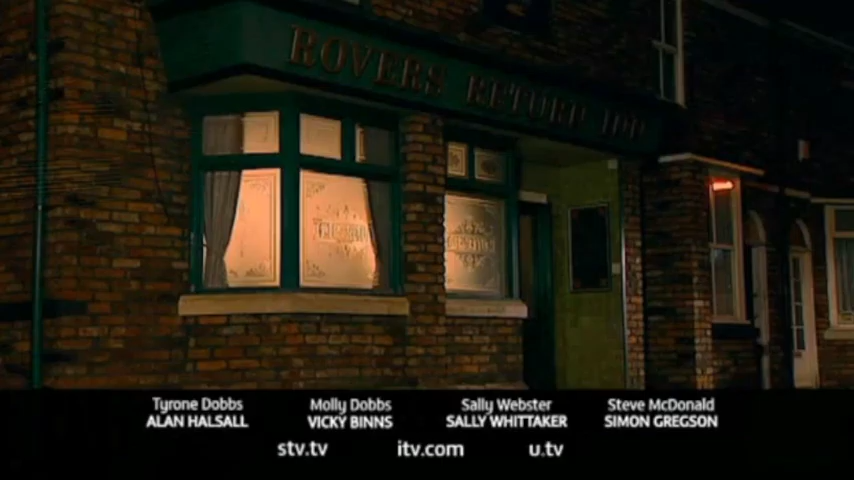 ROVERS RETURN INN
Tyrone Dobbs
ALAN HALSALL
Molly Dobbs
VICKY BINNS
Sally Webster
SALLY WHITTAKER
Steve McDonald
SIMON GREGSON
stv.tv
itv.com
u.tv